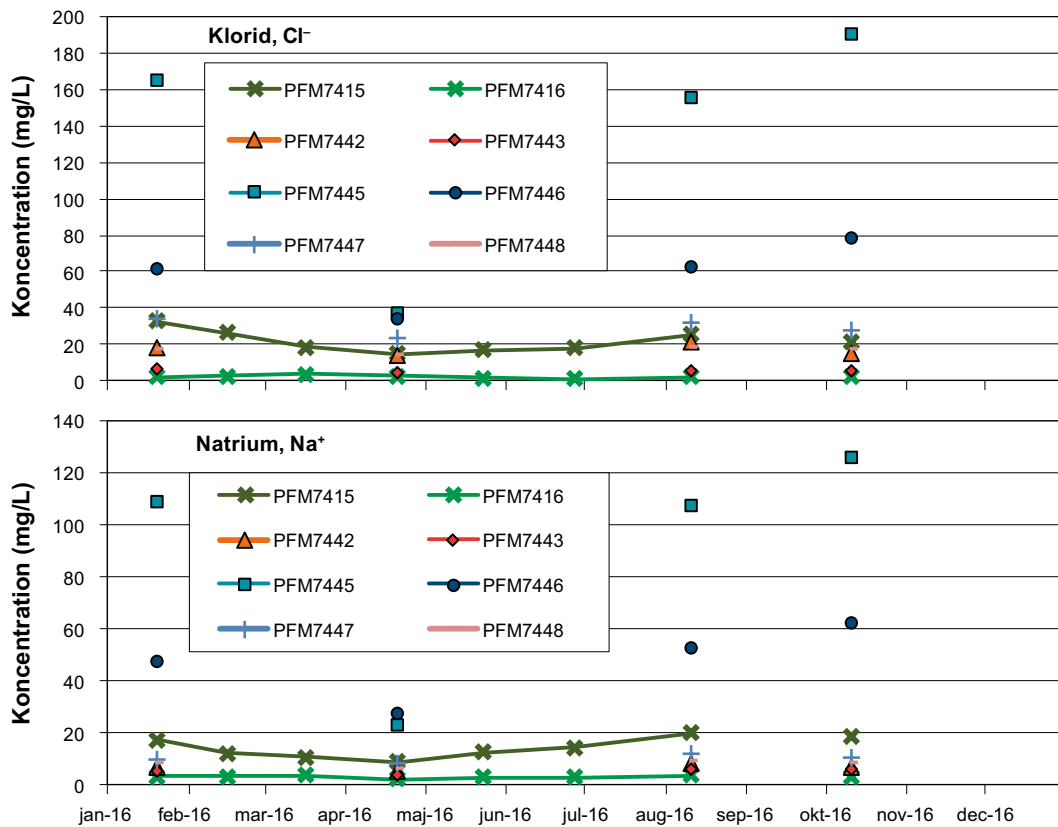 Klorid, Cl⁻
Koncentration (mg/L)
200
180
160
140
120
100
80
60
40
20
0
PFM7415 PFM7416
PFM7442 PFM7443
PFM7445 PFM7446
PFM7447 PFM7448
Natrium, Na⁺
Koncentration (mg/L)
140
120
100
80
60
40
20
0
PFM7415 PFM7416
PFM7442 PFM7443
PFM7445 PFM7446
PFM7447 PFM7448
jan-16 feb-16 mar-16 apr-16 maj-16 jun-16 jul-16 aug-16 sep-16 okt-16 nov-16 dec-16